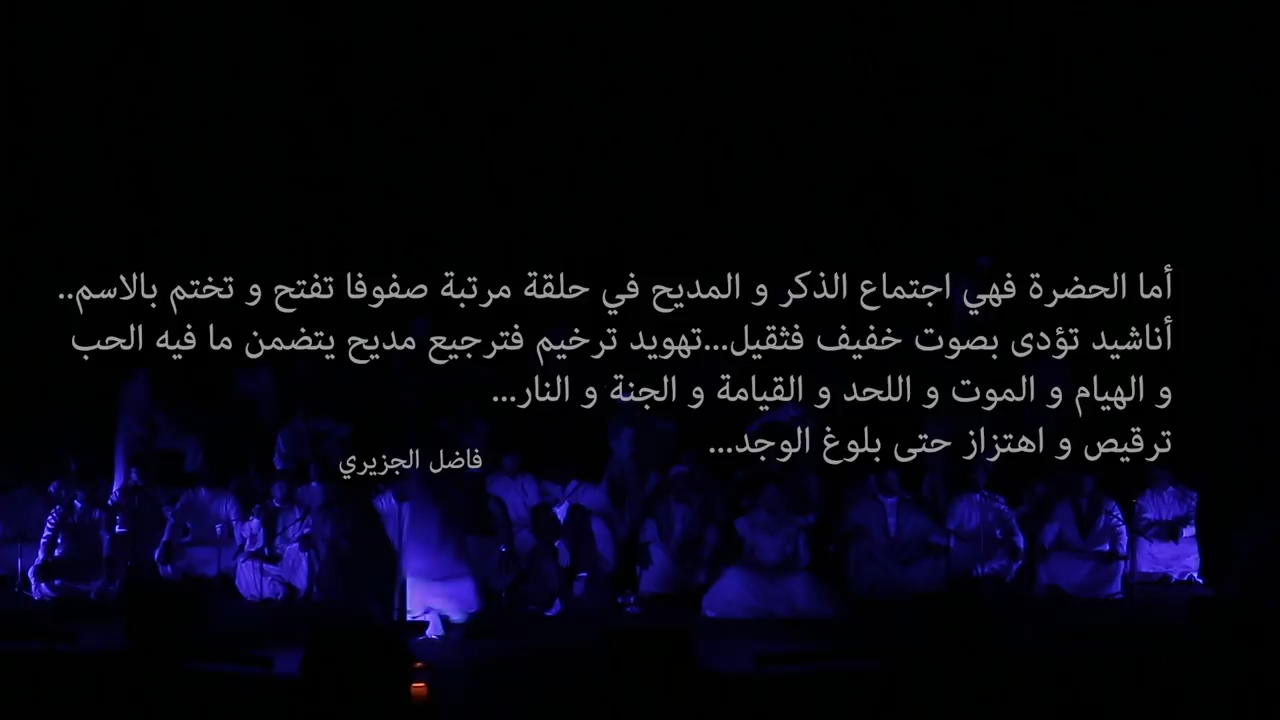 أما الحضرة فهي اجتماع الذكر و المديح في حلقة مرتبة صفوفا تفتح و تختم بالاسم..
أناشيد تؤدى بصوت خفيف فثقيل...تهويد ترخيم فترجيع مديح يتضمن ما فيه الحب
و الهيام و الموت و اللحد و القيامة و الجنة و النار...
ترقيص و اهتزاز حتى بلوغ الوجد...
فاضل الجزيري